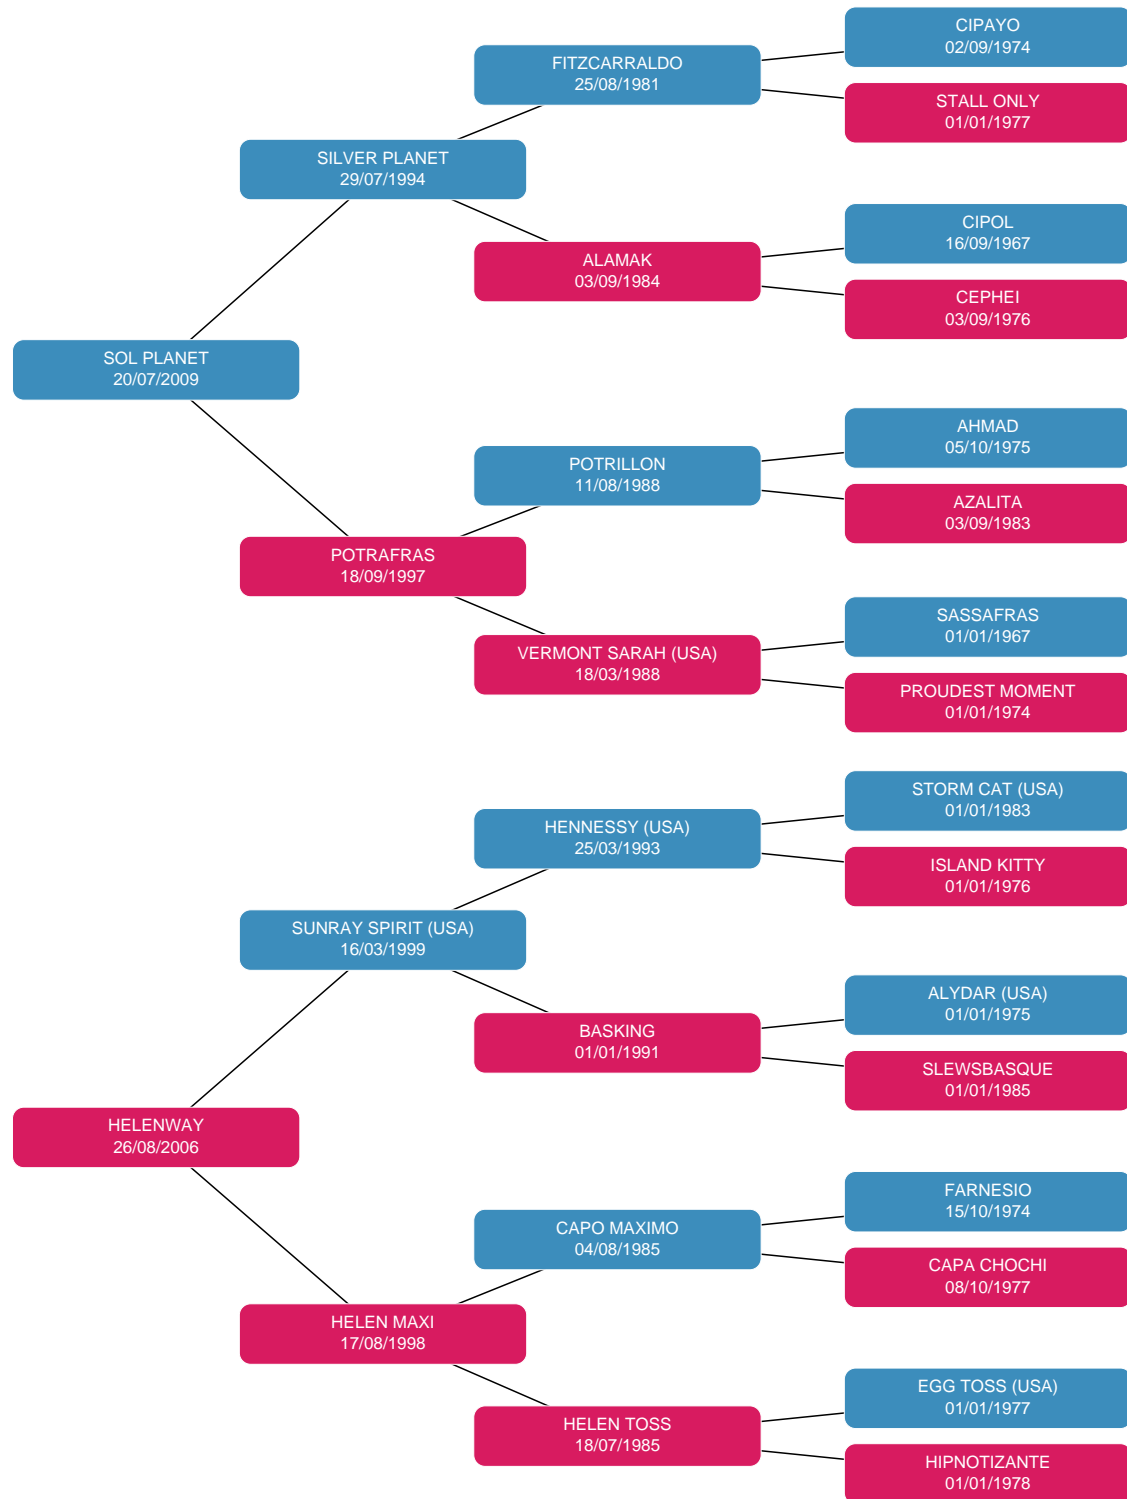 CIPAYO
02/09/1974
FITZCARRALDO
25/08/1981
STALL ONLY
01/01/1977
SILVER PLANET
29/07/1994
CIPOL
16/09/1967
ALAMAK
03/09/1984
CEPHEI
03/09/1976
SOL PLANET
20/07/2009
AHMAD
05/10/1975
POTRILLON
11/08/1988
AZALITA
03/09/1983
POTRAFRAS
18/09/1997
SASSAFRAS
01/01/1967
VERMONT SARAH (USA)
18/03/1988
PROUDEST MOMENT
01/01/1974
STORM CAT (USA)
01/01/1983
HENNESSY (USA)
25/03/1993
ISLAND KITTY
01/01/1976
SUNRAY SPIRIT (USA)
16/03/1999
ALYDAR (USA)
01/01/1975
BASKING
01/01/1991
SLEWSBASQUE
01/01/1985
HELENWAY
26/08/2006
FARNESIO
15/10/1974
CAPO MAXIMO
04/08/1985
CAPA CHOCHI
08/10/1977
HELEN MAXI
17/08/1998
EGG TOSS (USA)
01/01/1977
HELEN TOSS
18/07/1985
HIPNOTIZANTE
01/01/1978